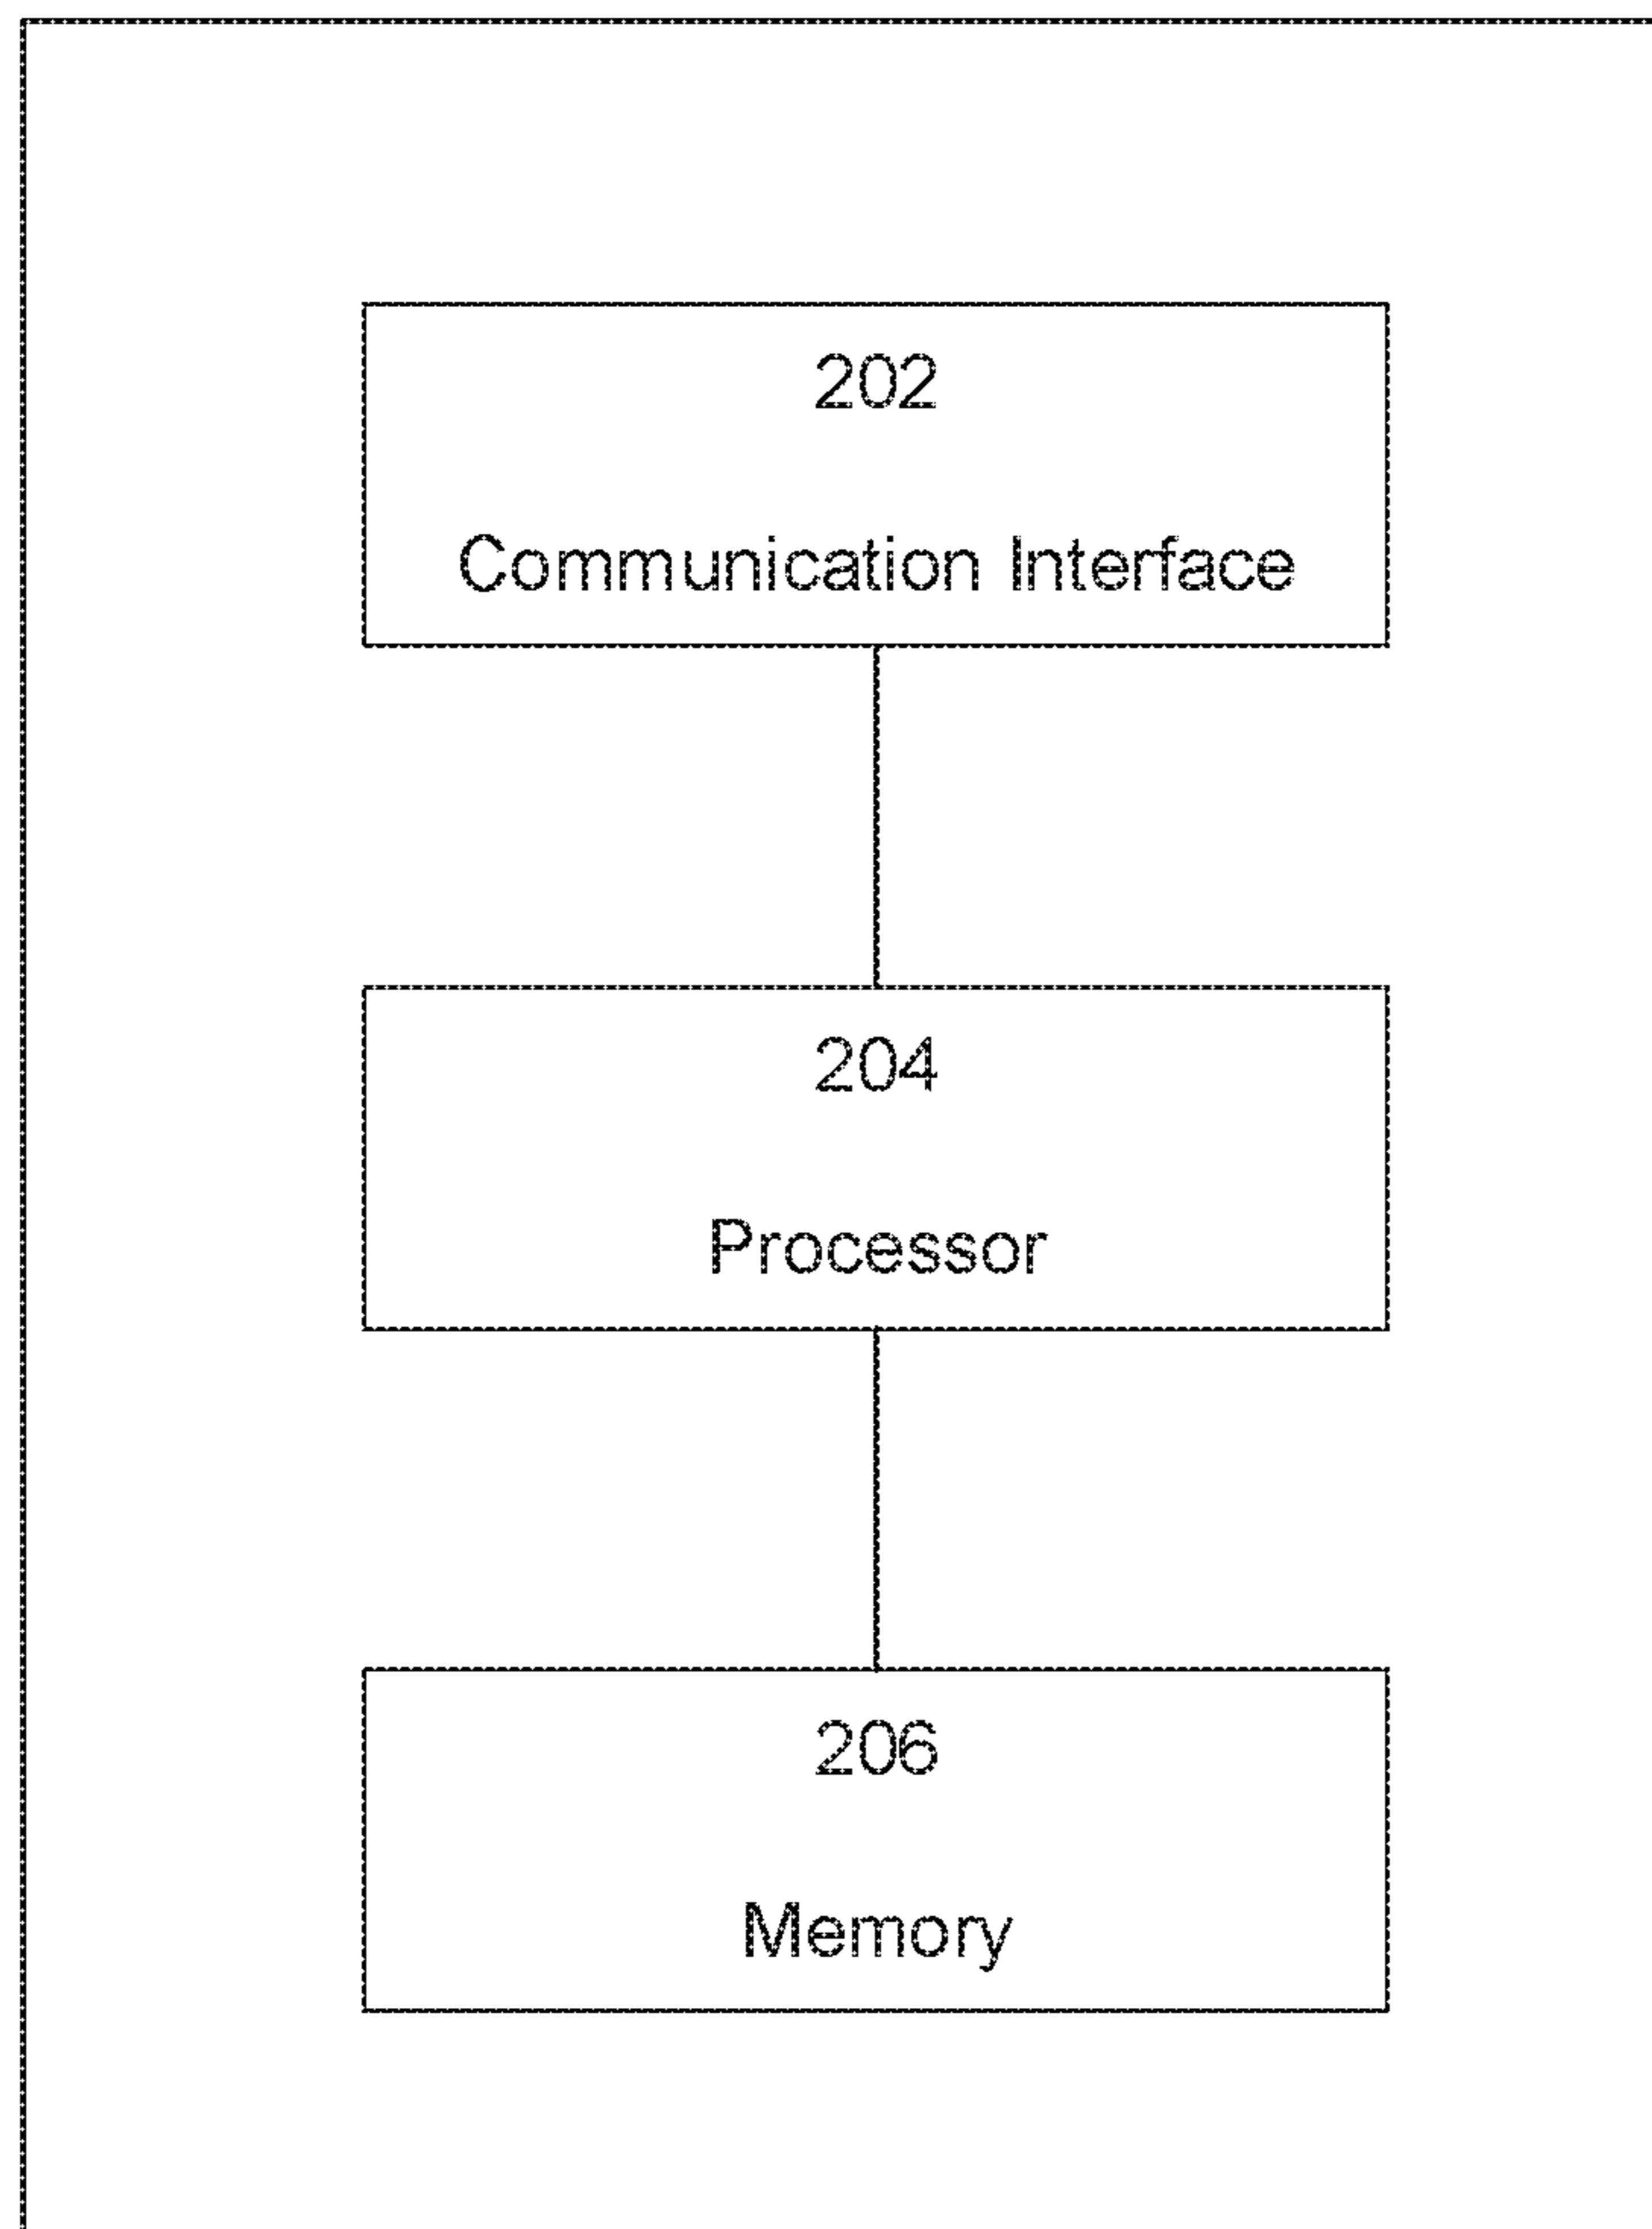 202
Communication Interface
204
Processor
206
Memory